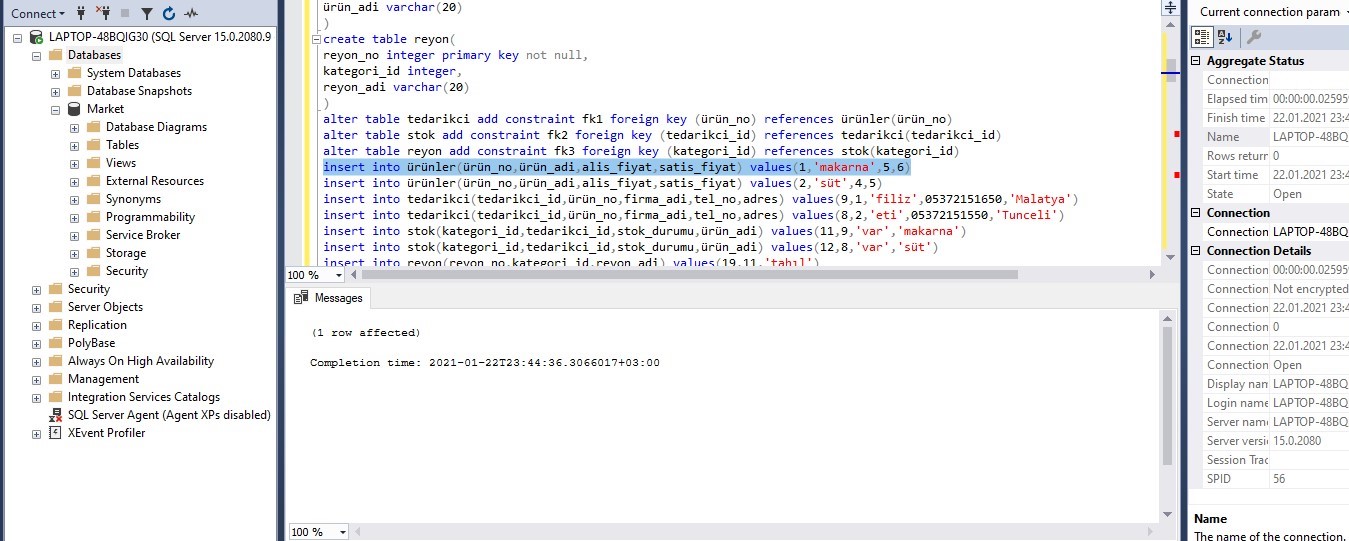 Connect
LAPTOP-48BQIG30 (SQL Server 15.0.2080.9
Databases
System Databases
Database Snapshots
Market
Database Diagrams
Tables
Views
External Resources
Synonyms
Programmability
Service Broker
Storage
Security
Security
Server Objects
Replication
PolyBase
Always On High Availability
Management
Integration Services Catalogs
SQL Server Agent (Agent XPs disabled)
XEvent Profiler
ürün_adi varchar(20)
)
create table reyon(
reyon_no integer primary key not null,
kategori_id integer,
reyon_adi varchar(20)
)
alter table tedarikci add constraint fk1 foreign key (ürün_no) references ürünler(ürün_no)
alter table stok add constraint fk2 foreign key (tedarikci_id) references tedarikci(tedarikci_id)
alter table reyon add constraint fk3 foreign key (kategori_id) references stok(kategori_id)
insert into ürünler(ürün_no,ürün_adi,alis_fiyat,satis_fiyat) values(1,'makarna',5,6)
insert into ürünler(ürün_no,ürün_adi,alis_fiyat,satis_fiyat) values(2,'süt',4,5)
insert into tedarikci(tedarikci_id,ürün_no,firma_adi,tel_no,adres) values(9,1,'filiz',05372151650,'Malatya')
insert into tedarikci(tedarikci_id,ürün_no,firma_adi,tel_no,adres) values(8,2,'eti',05372151550,'Tunceli')
insert into stok(kategori_id,tedarikci_id,stok_durumu,ürün_adi) values(11,9,'var','makarna')
insert into stok(kategori_id,tedarikci_id,stok_durumu,ürün_adi) values(12,8,'var','süt')
insert into reyon(reyon_no,kategori_id,reyon_adi) values(19,11,'tahıl')
100 %
Messages
(1 row affected)
Completion time: 2021-01-22T23:44:36.3066017+03:00
100 %
Current connection param
Aggregate Status
Connection
Elapsed tim 00:00:00.02595
Finish time 22.01.2021 23:4
Name LAPTOP-48BQ
Rows return 0
Start time 22.01.2021 23:4
State Open
Connection
Connection LAPTOP-48BQ
Connection Details
Connection 00:00:00.02595
Connection Not encrypted
Connection 22.01.2021 23:4
Connection 0
Connection 22.01.2021 23:4
Connection Open
Display nam LAPTOP-48BQ
Login name LAPTOP-48BQ
Server name LAPTOP-48BQ
Server versi 15.0.2080
Session Trac
SPID 56
Name
The name of the connection.